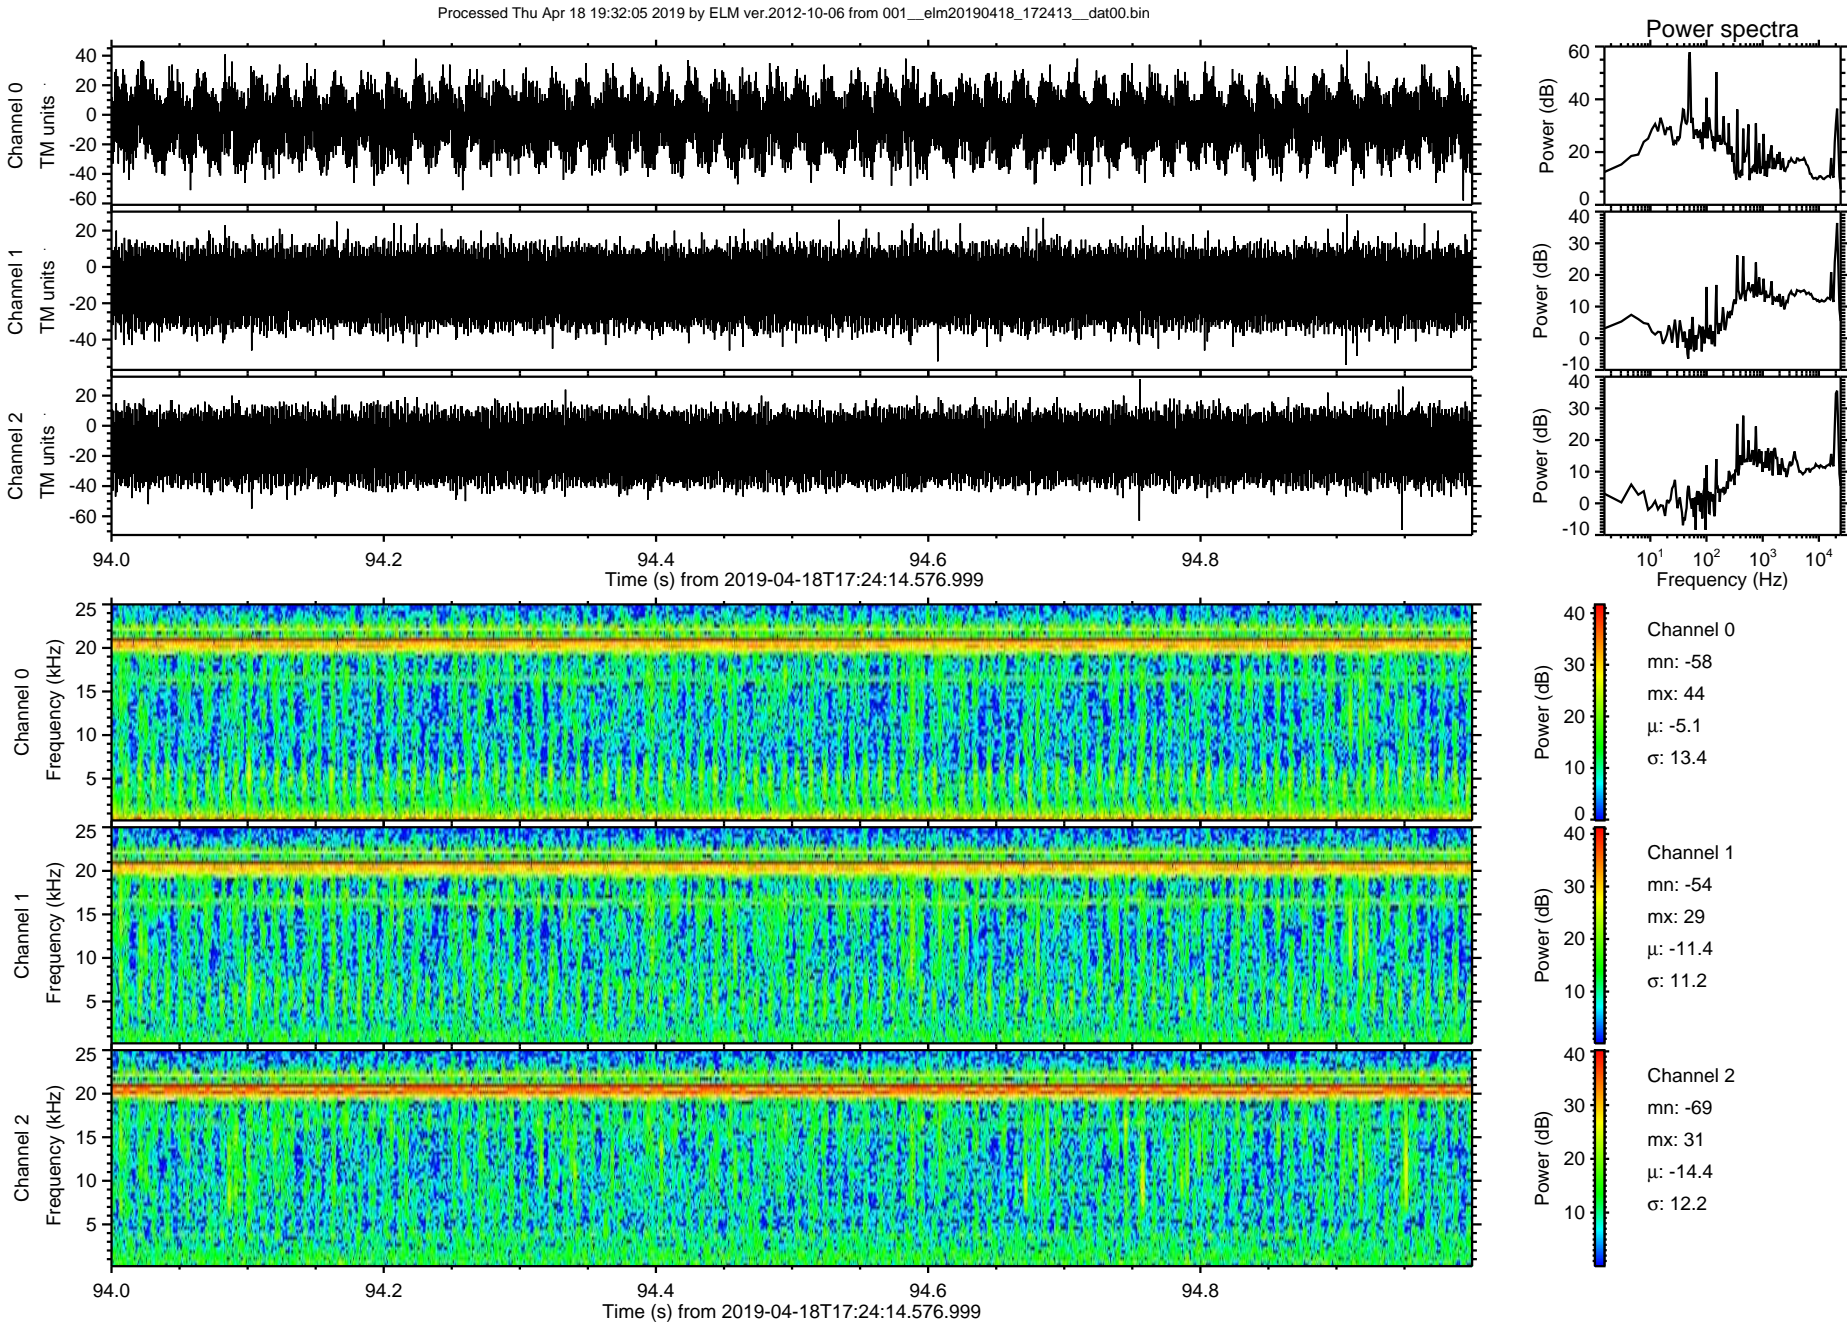 Processed Thu Apr 18 19:32:05 2019 by ELM ver.2012-10-06 from 001__elm20190418_172413__dat00.bin
Power spectra
Channel 0
TM units
40
20
0
-20
-40
-60
Power (dB)
60
40
20
0
Channel 1
TM units
20
0
-20
-40
Power (dB)
40
30
20
10
0
-10
Channel 2
TM units
20
0
-20
-40
-60
Power (dB)
40
30
20
10
0
-10
94.0 94.2 94.4 94.6 94.8
Time (s) from 2019-04-18T17:24:14.576.999
10¹ 10² 10³ 10⁴
Frequency (Hz)
Channel 0
Frequency (kHz)
25
20
15
10
5
Power (dB)
40
30
20
10
0
Channel 0
mn: -58
mx: 44
μ: -5.1
σ: 13.4
Channel 1
Frequency (kHz)
25
20
15
10
5
Power (dB)
40
30
20
10
Channel 1
mn: -54
mx: 29
μ: -11.4
σ: 11.2
Channel 2
Frequency (kHz)
25
20
15
10
5
Power (dB)
40
30
20
10
Channel 2
mn: -69
mx: 31
μ: -14.4
σ: 12.2
94.0 94.2 94.4 94.6 94.8
Time (s) from 2019-04-18T17:24:14.576.999